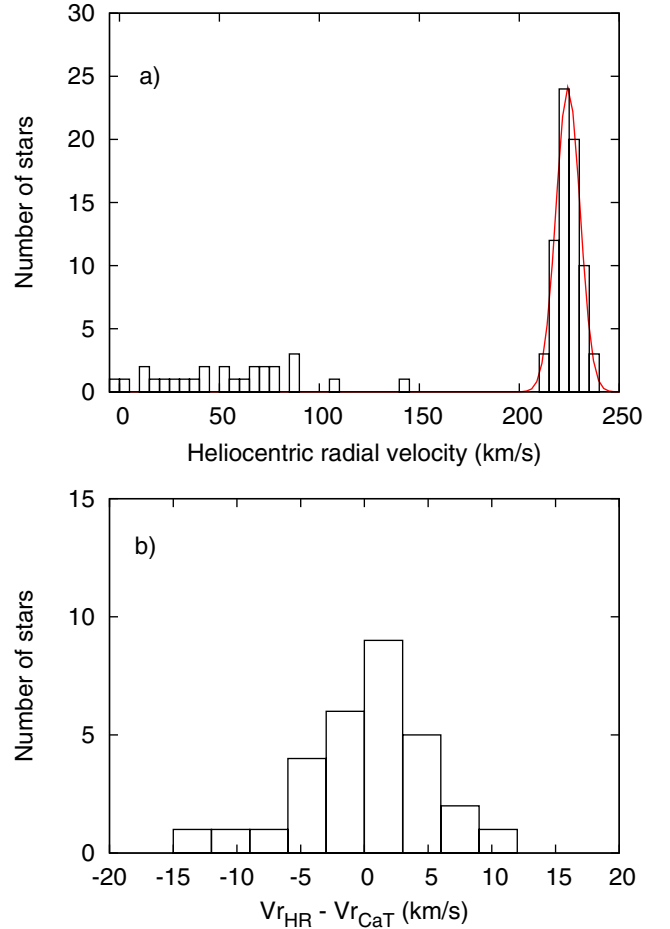 30
25
20
15
10
5
0
a)
Number of stars
0 50 100 150 200 250
Heliocentric radial velocity (km/s)
15
10
5
0
b)
Number of stars
-20 -15 -10 -5 0 5 10 15 20
Vr_HR - Vr_CaT (km/s)